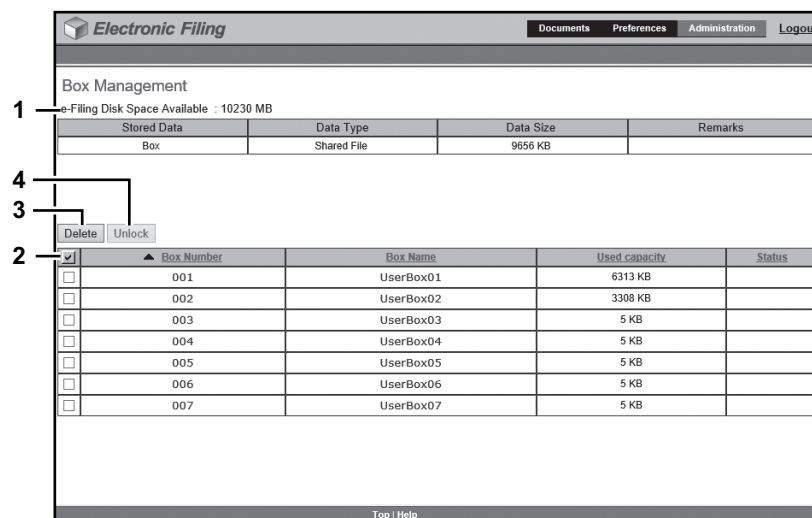 Electronic Filing Documents Preferences Administration Logou
Box Management
1 e-Filing Disk Space Available : 10230 MB
Stored Data Data Type Data Size Remarks
Box Shared File 9656 KB
4
3
Delete Unlock
2 ▲ Box Number Box Name Used capacity Status
001 UserBox01 6313 KB
002 UserBox02 3308 KB
003 UserBox03 5 KB
004 UserBox04 5 KB
005 UserBox05 5 KB
006 UserBox06 5 KB
007 UserBox07 5 KB
Top | Help